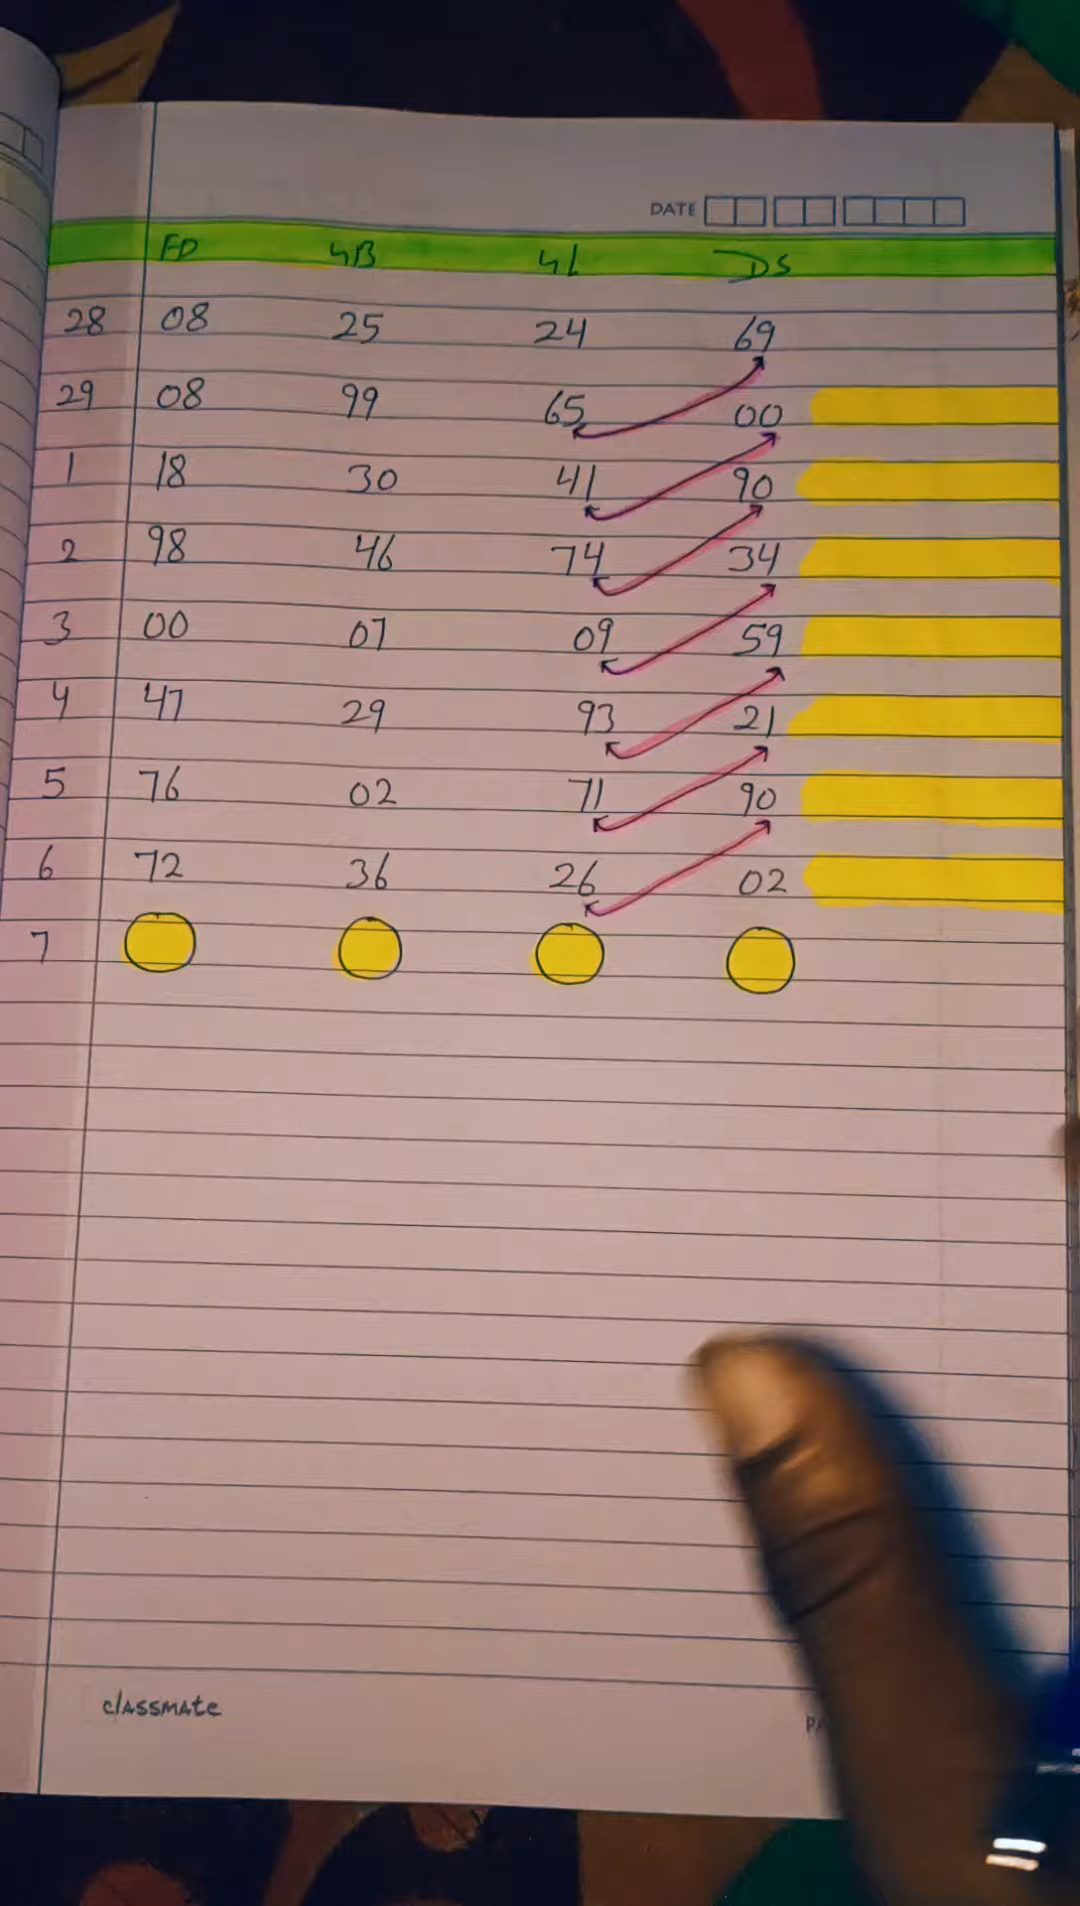 DATE
FD GB GL DS
28 08 25 24 69
29 08 99 65 00
1 18 30 41 90
2 98 46 74 34
3 00 07 09 59
4 47 29 93 21
5 76 02 71 90
6 72 36 26 02
7
classmate